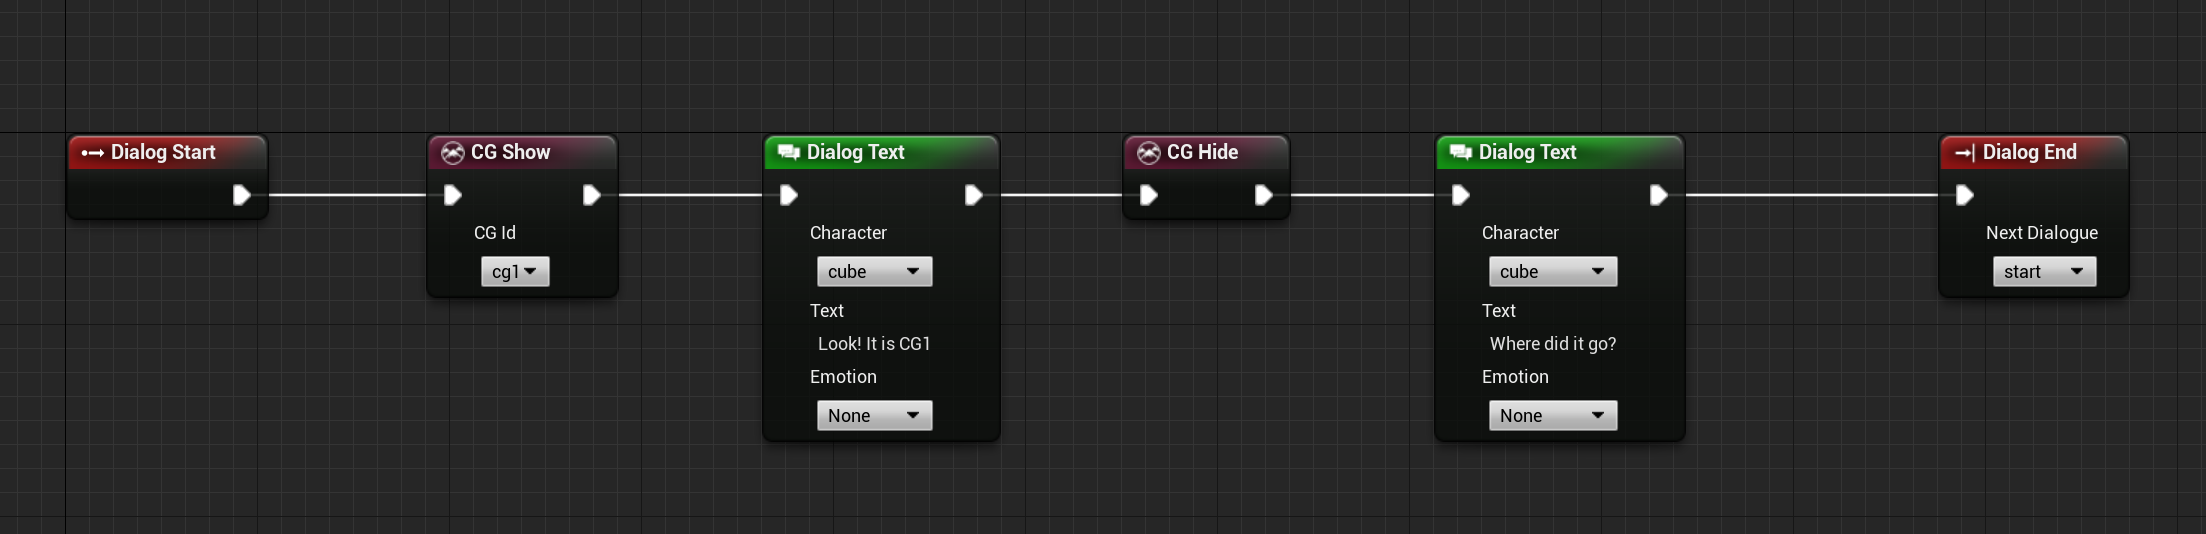 Dialog Start
CG Show
CG Id
cg1
Dialog Text
Character
cube
Text
Look! It is CG1
Emotion
None
CG Hide
Dialog Text
Character
cube
Text
Where did it go?
Emotion
None
Dialog End
Next Dialogue
start